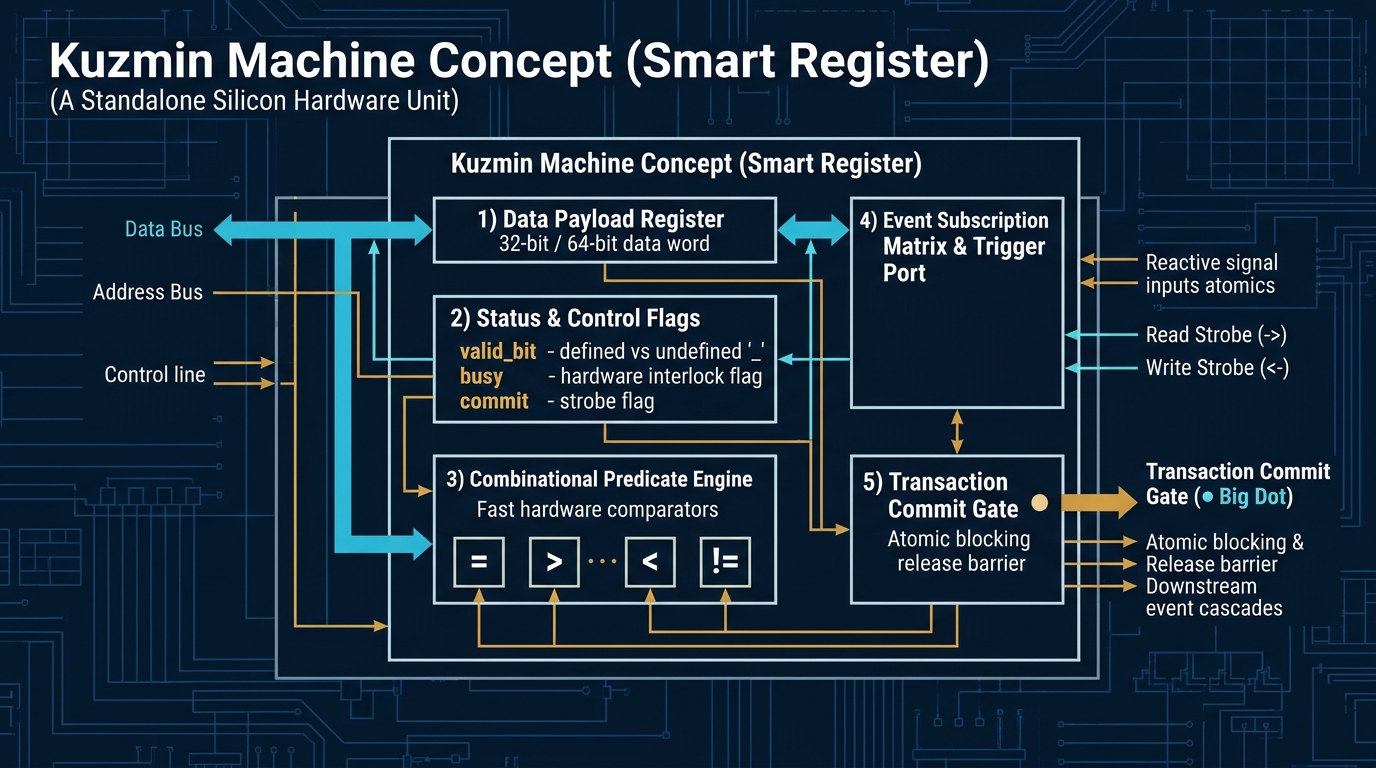 Kuzmin Machine Concept (Smart Register)
(A Standalone Silicon Hardware Unit)
Kuzmin Machine Concept (Smart Register)
Data Bus
Address Bus
Control line
1) Data Payload Register
32-bit / 64-bit data word
2) Status & Control Flags
valid_bit - defined vs undefined '_'
busy - hardware interlock flag
commit - strobe flag
3) Combinational Predicate Engine
Fast hardware comparators
= > ... < !=
4) Event Subscription
Matrix & Trigger
Port
5) Transaction
Commit Gate
Atomic blocking
release barrier
Reactive signal
inputs atomics
Read Strobe (->)
Write Strobe (<-)
Transaction Commit
Gate (● Big Dot)
Atomic blocking &
Release barrier
Downstream
event cascades